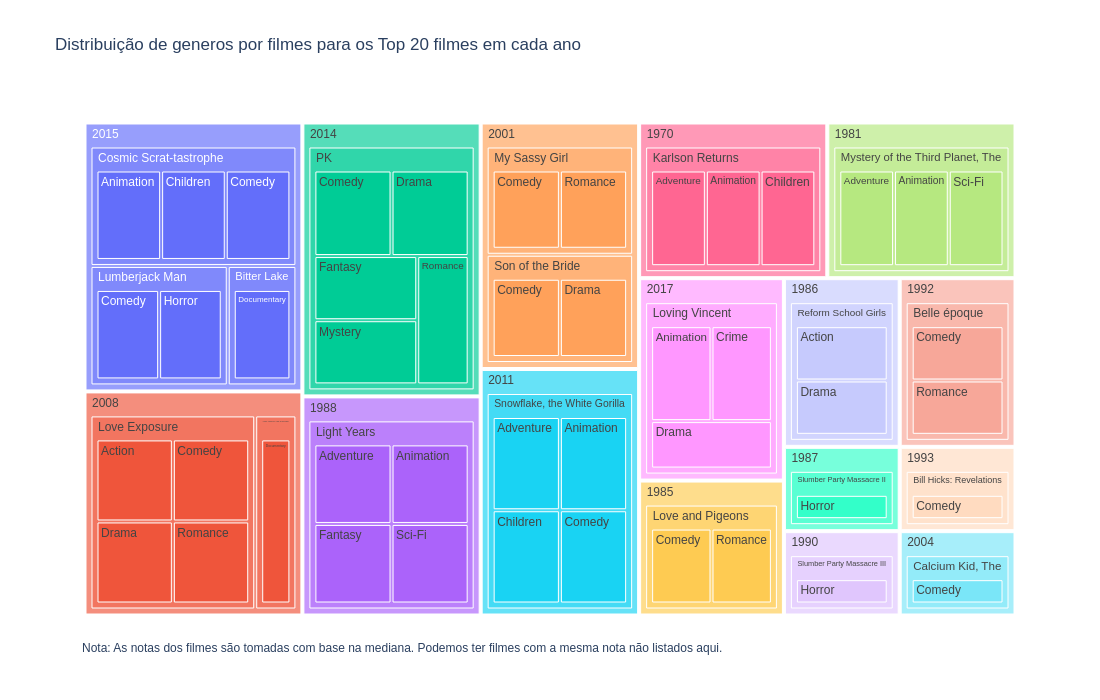 Distribuição de generos por filmes para os Top 20 filmes em cada ano
2015
Cosmic Scrat-tastrophe
Animation
Children
Comedy
Lumberjack Man
Comedy
Horror
Bitter Lake
Documentary
2008
Love Exposure
Action
Comedy
Drama
Romance
2014
PK
Comedy
Drama
Fantasy
Mystery
Romance
1988
Light Years
Adventure
Animation
Fantasy
Sci-Fi
2001
My Sassy Girl
Comedy
Romance
Son of the Bride
Comedy
Drama
2011
Snowflake, the White Gorilla
Adventure
Animation
Children
Comedy
1970
Karlson Returns
Adventure
Animation
Children
1981
Mystery of the Third Planet, The
Adventure
Animation
Sci-Fi
2017
Loving Vincent
Animation
Crime
Drama
1985
Love and Pigeons
Comedy
Romance
1986
Reform School Girls
Action
Drama
1992
Belle époque
Comedy
Romance
1987
Slumber Party Massacre II
Horror
1993
Bill Hicks: Revelations
Comedy
1990
Slumber Party Massacre III
Horror
2004
Calcium Kid, The
Comedy
Nota: As notas dos filmes são tomadas com base na mediana. Podemos ter filmes com a mesma nota não listados aqui.